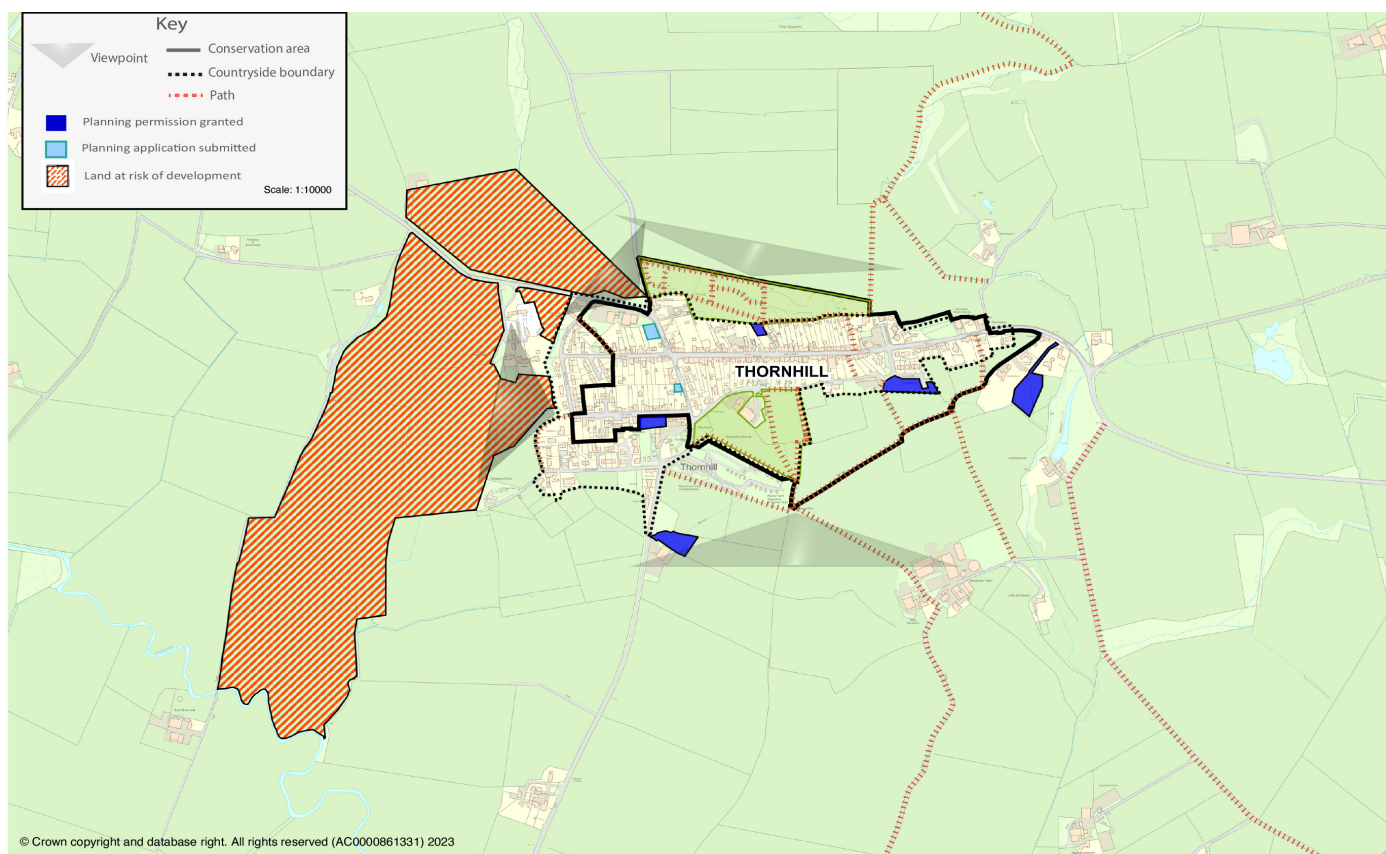 Key
Viewpoint
Conservation area
Countryside boundary
Path
Planning permission granted
Planning application submitted
Land at risk of development
Scale: 1:10000
THORNHILL
Thornhill
© Crown copyright and database right. All rights reserved (AC0000861331) 2023